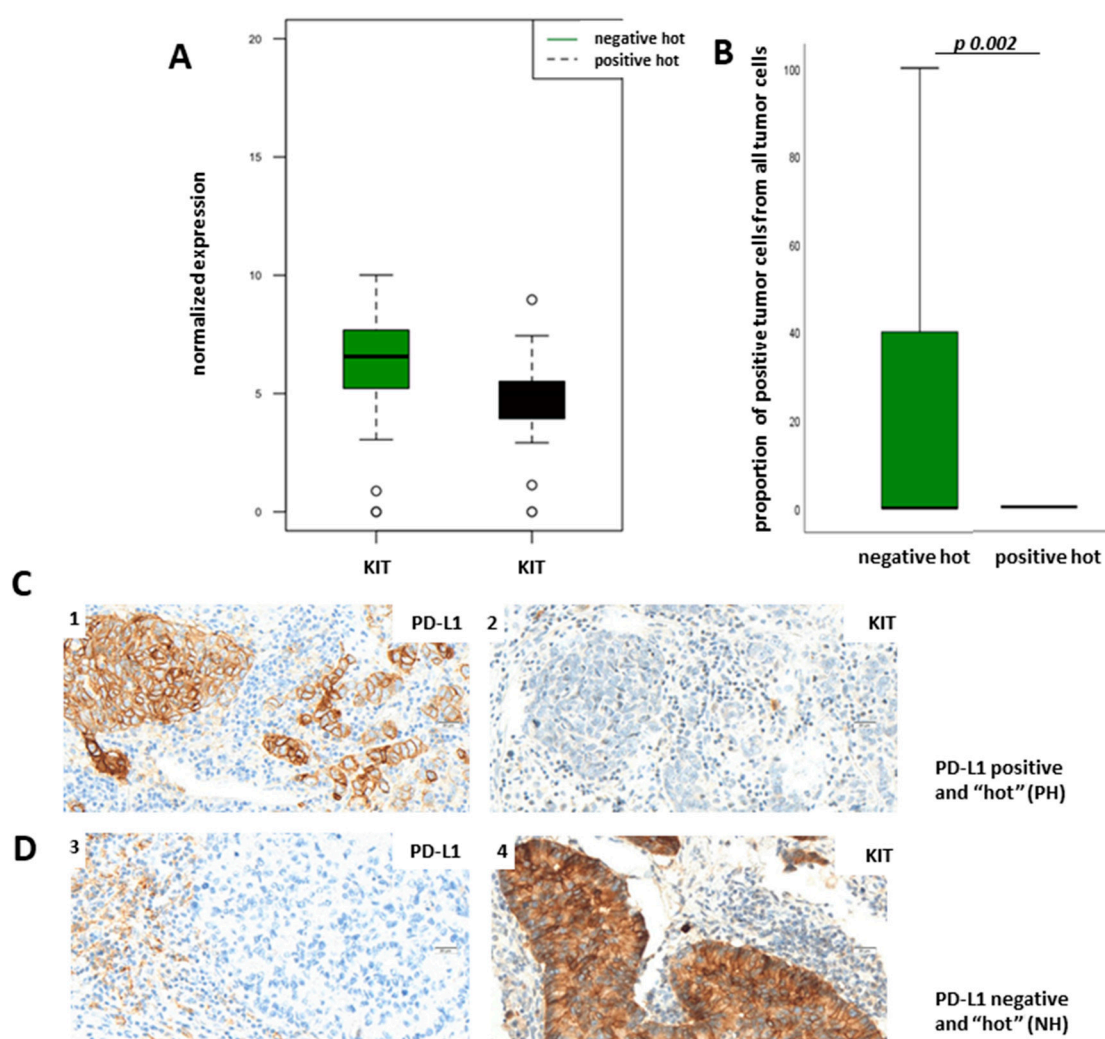 A
negative hot
positive hot
normalized expression
20
15
10
5
0
KIT
KIT
B
p 0.002
proportion of positive tumor cells from all tumor cells
100
80
60
40
20
0
negative hot
positive hot
C
1
PD-L1
2
KIT
PD-L1 positive
and “hot” (PH)
D
3
PD-L1
4
KIT
PD-L1 negative
and “hot” (NH)